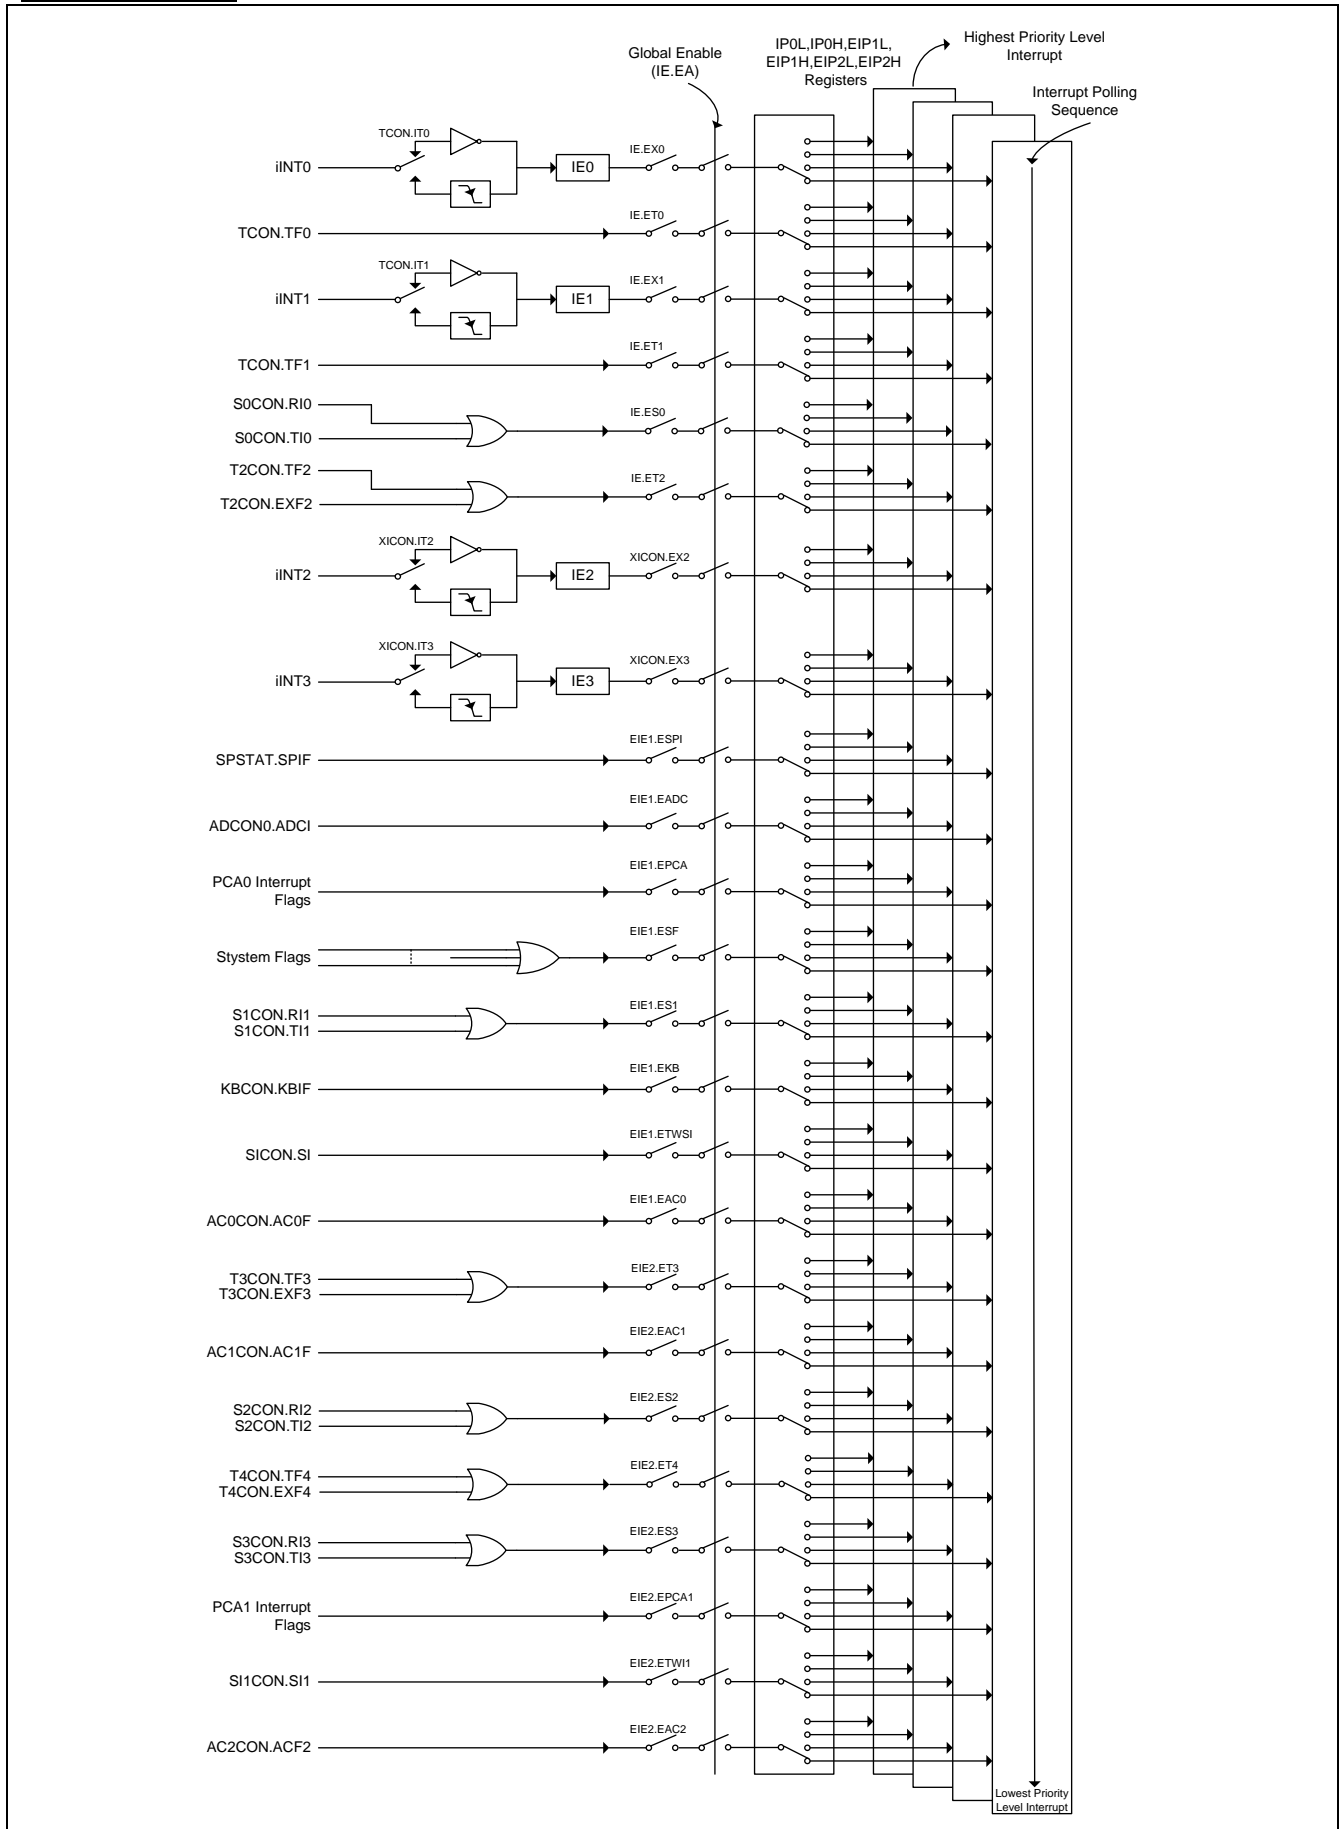 Global Enable
(IE.EA)
IP0L,IP0H,EIP1L,
EIP1H,EIP2L,EIP2H
Registers
Highest Priority Level
Interrupt
Interrupt Polling
Sequence
TCON.IT0
iINT0
IE0
IE.EX0
TCON.TF0
IE.ET0
TCON.IT1
iINT1
IE1
IE.EX1
TCON.TF1
IE.ET1
S0CON.RI0
S0CON.TI0
IE.ES0
T2CON.TF2
T2CON.EXF2
IE.ET2
XICON.IT2
iINT2
IE2
XICON.EX2
XICON.IT3
iINT3
IE3
XICON.EX3
SPSTAT.SPIF
EIE1.ESPI
ADCON0.ADCI
EIE1.EADC
PCA0 Interrupt
Flags
EIE1.EPCA
Stystem Flags
EIE1.ESF
S1CON.RI1
S1CON.TI1
EIE1.ES1
KBCON.KBIF
EIE1.EKB
SICON.SI
EIE1.ETWSI
AC0CON.AC0F
EIE1.EAC0
T3CON.TF3
T3CON.EXF3
EIE2.ET3
AC1CON.AC1F
EIE2.EAC1
S2CON.RI2
S2CON.TI2
EIE2.ES2
T4CON.TF4
T4CON.EXF4
EIE2.ET4
S3CON.RI3
S3CON.TI3
EIE2.ES3
PCA1 Interrupt
Flags
EIE2.EPCA1
SI1CON.SI1
EIE2.ETWI1
AC2CON.ACF2
EIE2.EAC2
Lowest Priority
Level Interrupt